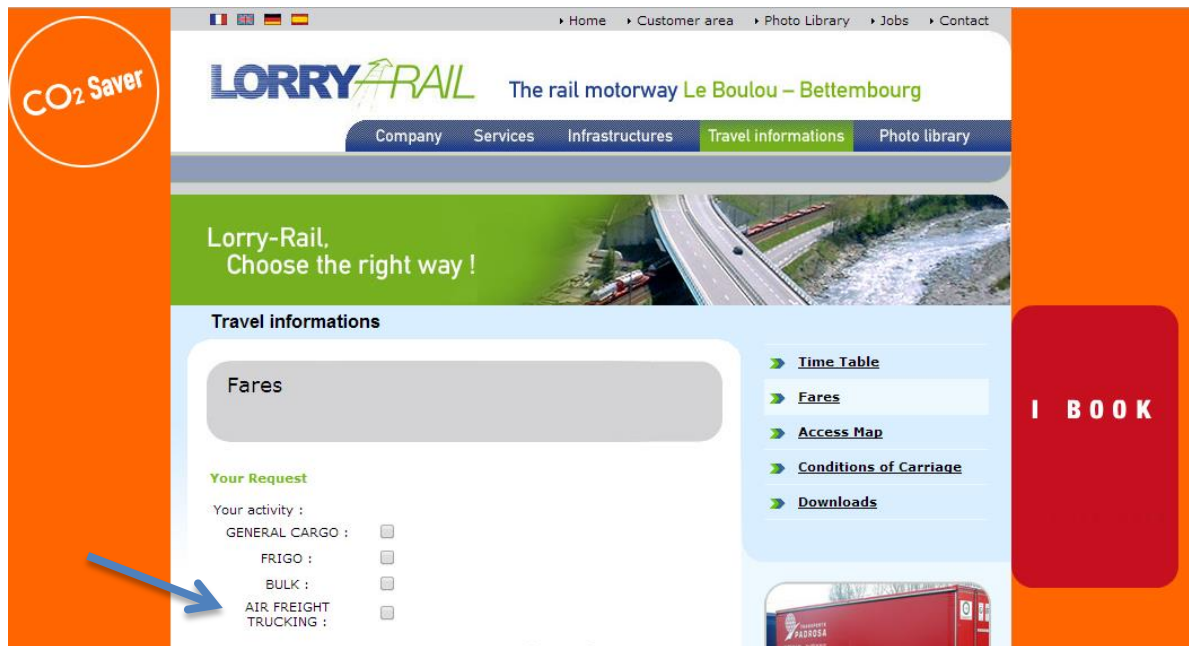 Home Customer area Photo Library Jobs Contact
CO2 Saver
LORRY RAIL
The rail motorway Le Boulou – Bettembourg
Company Services Infrastructures Travel informations Photo library
Lorry-Rail,
Choose the right way !
Travel informations
Fares
Your Request
Your activity :
GENERAL CARGO :
FRIGO :
BULK :
AIR FREIGHT
TRUCKING :
Time Table
Fares
Access Map
Conditions of Carriage
Downloads
I BOOK
PADROSA